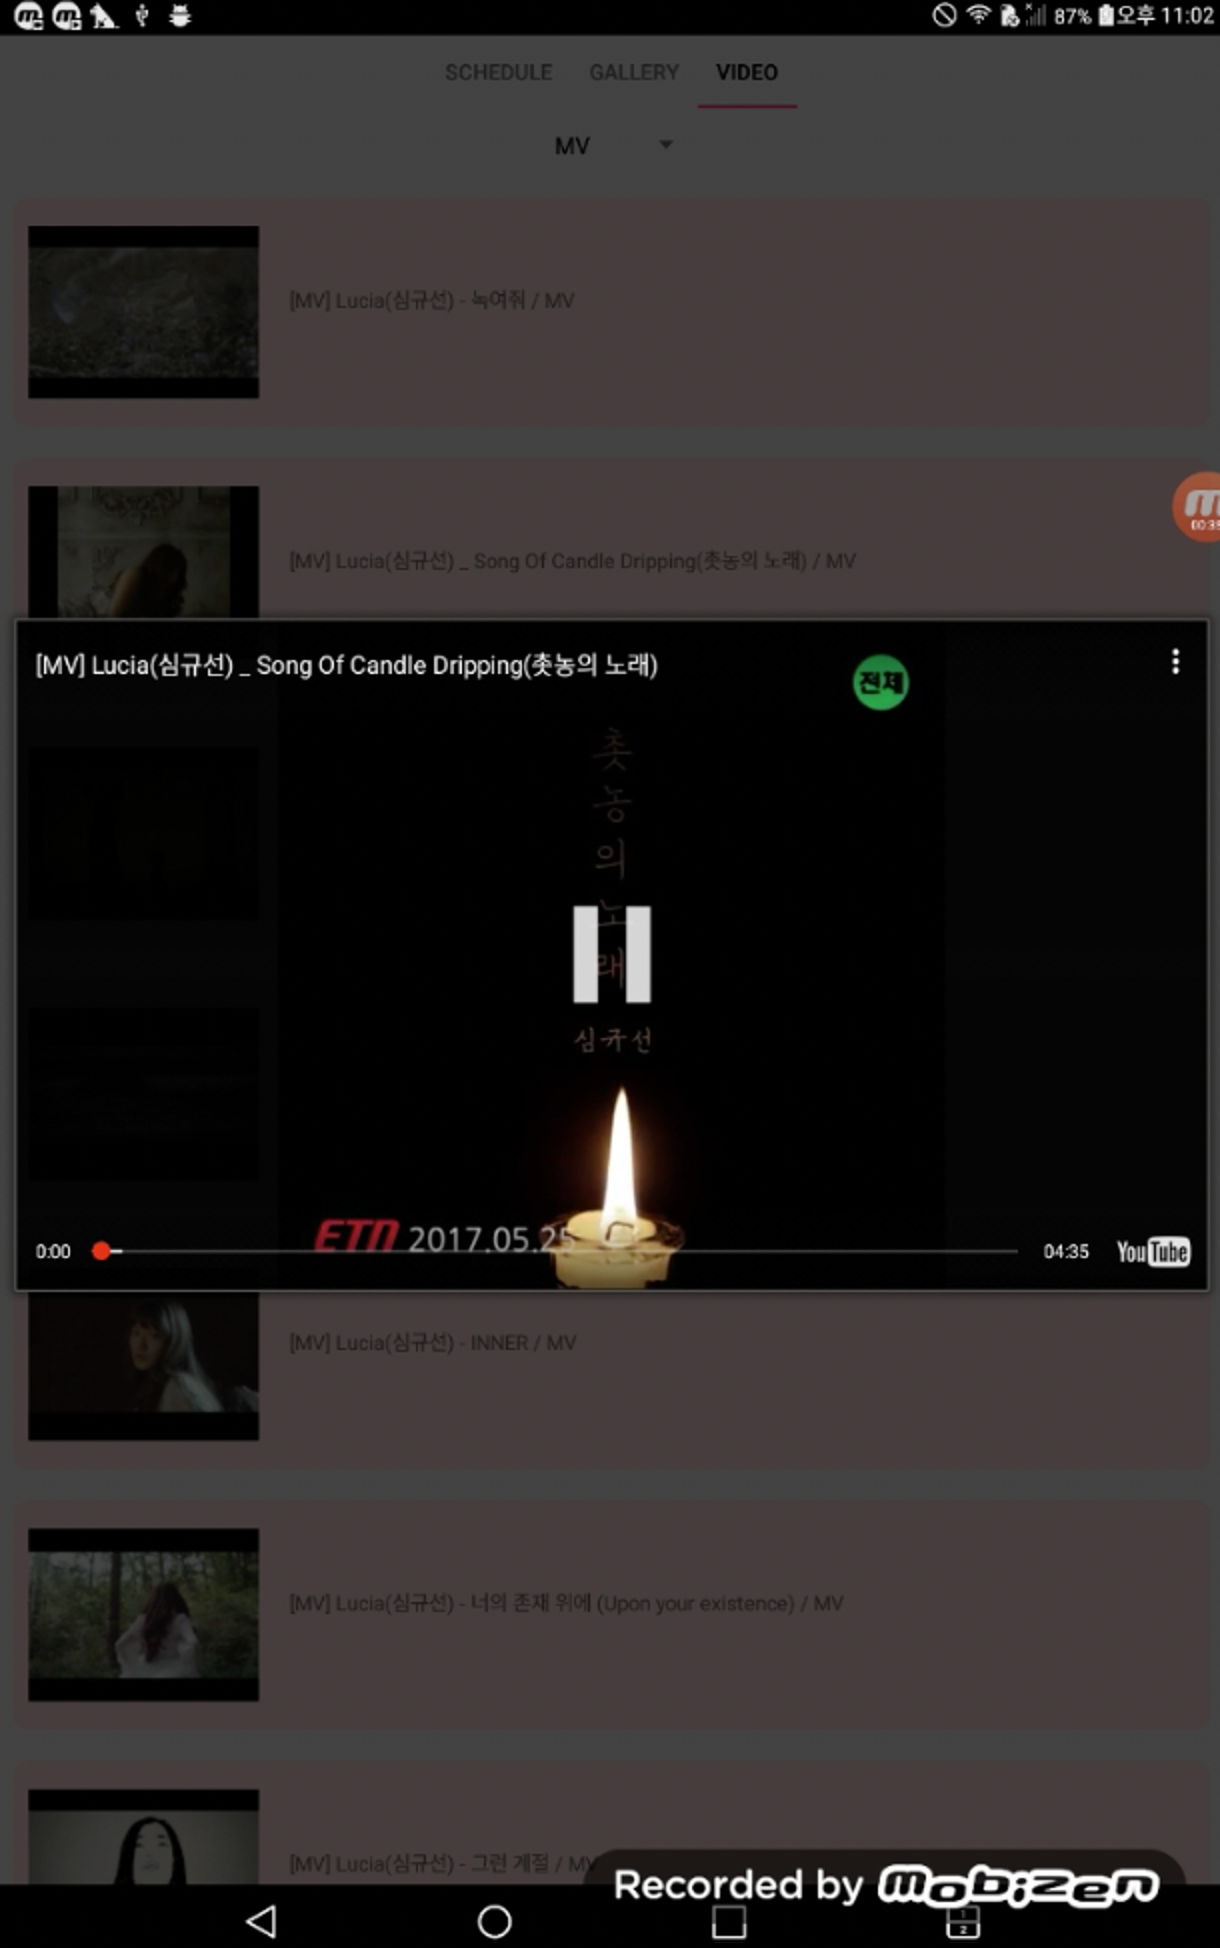 87% 오후 11:02
SCHEDULE GALLERY VIDEO
MV
[MV] Lucia(심규선) - 녹여줘 / MV
00:35
[MV] Lucia(심규선) _ Song Of Candle Dripping(촛농의 노래) / MV
[MV] Lucia(심규선) _ Song Of Candle Dripping(촛농의 노래)
전체
촛
농
의
노
래
심규선
ETN 2017.05.25
0:00 04:35 YouTube
[MV] Lucia(심규선) - INNER / MV
[MV] Lucia(심규선) - 너의 존재 위에 (Upon your existence) / MV
[MV] Lucia(심규선) - 그런 계절 / MV
Recorded by mobizen
1
2